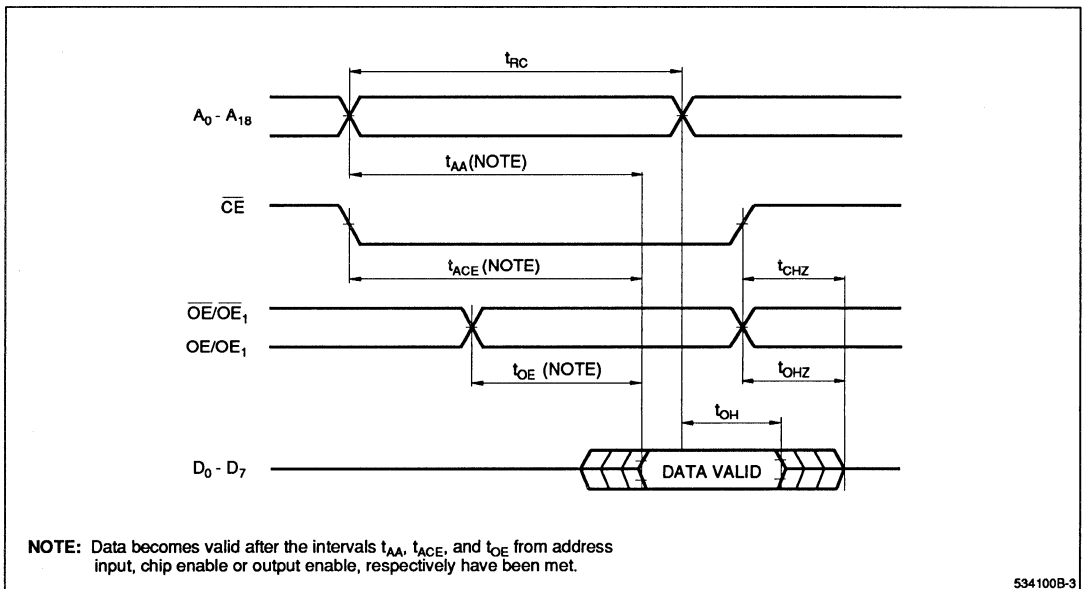 tRC
A0 - A18
tAA (NOTE)
CE
tACE (NOTE)
tCHZ
OE/OE1
OE/OE1
tOE (NOTE)
tOHZ
tOH
D0 - D7
DATA VALID
NOTE: Data becomes valid after the intervals tAA, tACE, and tOE from address
input, chip enable or output enable, respectively have been met.
534100B-3